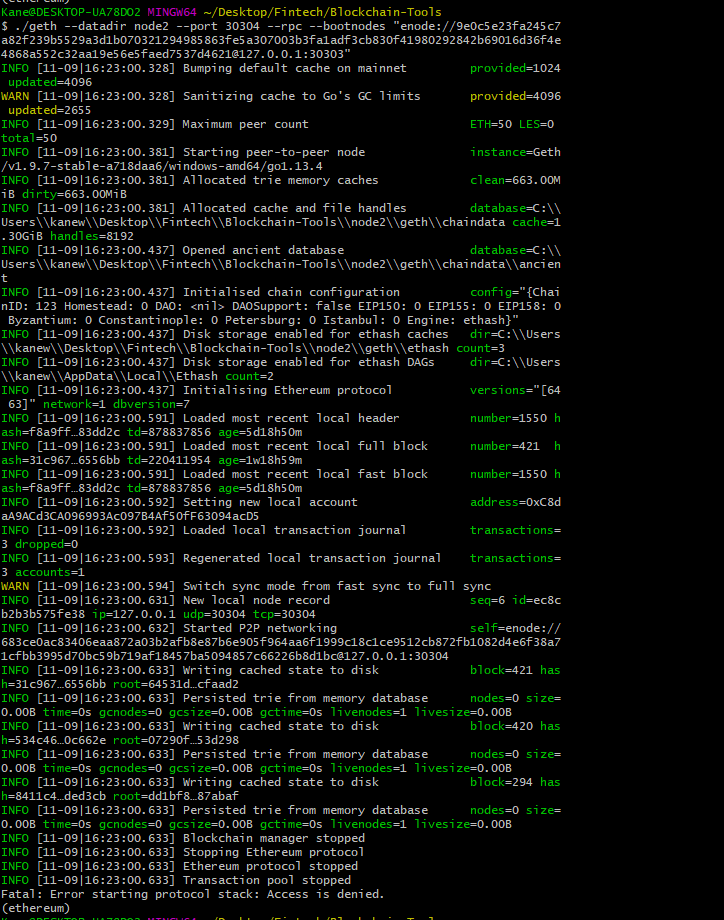 (ethereum)
Kane@DESKTOP-UA78DO2 MINGW64 ~/Desktop/Fintech/Blockchain-Tools
$ ./geth --datadir node2 --port 30304 --rpc --bootnodes "enode://9e0c5e23fa245c7
a82f239b5529a3d1b070321294985863fe5a307003b3fa1adf3cb830f41980292842b69016d36f4e
4868a552c32aa19e56e5faed7537d4621@127.0.0.1:30303"
INFO [11-09|16:23:00.328] Bumping default cache on mainnet         provided=1024
 updated=4096
WARN [11-09|16:23:00.328] Sanitizing cache to Go's GC limits       provided=4096
 updated=2655
INFO [11-09|16:23:00.329] Maximum peer count                       ETH=50 LES=0
total=50
INFO [11-09|16:23:00.381] Starting peer-to-peer node               instance=Geth
/v1.9.7-stable-a718daa6/windows-amd64/go1.13.4
INFO [11-09|16:23:00.381] Allocated trie memory caches             clean=663.00M
iB dirty=663.00MiB
INFO [11-09|16:23:00.381] Allocated cache and file handles         database=C:\\
Users\\kanew\\Desktop\\Fintech\\Blockchain-Tools\\node2\\geth\\chaindata cache=1
.30GiB handles=8192
INFO [11-09|16:23:00.437] Opened ancient database                  database=C:\\
Users\\kanew\\Desktop\\Fintech\\Blockchain-Tools\\node2\\geth\\chaindata\\ancien
t
INFO [11-09|16:23:00.437] Initialised chain configuration          config="{Chai
nID: 123 Homestead: 0 DAO: <nil> DAOSupport: false EIP150: 0 EIP155: 0 EIP158: 0
 Byzantium: 0 Constantinople: 0 Petersburg: 0 Istanbul: 0 Engine: ethash}"
INFO [11-09|16:23:00.437] Disk storage enabled for ethash caches   dir=C:\\Users
\\kanew\\Desktop\\Fintech\\Blockchain-Tools\\node2\\geth\\ethash count=3
INFO [11-09|16:23:00.437] Disk storage enabled for ethash DAGs     dir=C:\\Users
\\kanew\\AppData\\Local\\Ethash count=2
INFO [11-09|16:23:00.437] Initialising Ethereum protocol           versions="[64
 63]" network=1 dbversion=7
INFO [11-09|16:23:00.591] Loaded most recent local header          number=1550 h
ash=f8a9ff…83dd2c td=878837856 age=5d18h50m
INFO [11-09|16:23:00.591] Loaded most recent local full block      number=421  h
ash=31c967…6556bb td=220411954 age=1w18h59m
INFO [11-09|16:23:00.591] Loaded most recent local fast block      number=1550 h
ash=f8a9ff…83dd2c td=878837856 age=5d18h50m
INFO [11-09|16:23:00.592] Setting new local account                address=0xC8d
aA9ACd3CA096993Ac097B4Af50fF63094acD5
INFO [11-09|16:23:00.592] Loaded local transaction journal         transactions=
3 dropped=0
INFO [11-09|16:23:00.593] Regenerated local transaction journal    transactions=
3 accounts=1
WARN [11-09|16:23:00.594] Switch sync mode from fast sync to full sync
INFO [11-09|16:23:00.631] New local node record                    seq=6 id=ec8c
b2b3b575fe38 ip=127.0.0.1 udp=30304 tcp=30304
INFO [11-09|16:23:00.632] Started P2P networking                   self=enode://
683ce0ac83406eaa872a03b2afb8e87b6e905f964aa6f1999c18c1ce9512cb872fb1082d4e6f38a7
1cfbb3995d70bc59b719af18457ba5094857c66226b8d1bc@127.0.0.1:30304
INFO [11-09|16:23:00.633] Writing cached state to disk             block=421 has
h=31c967…6556bb root=64531d…cfaad2
INFO [11-09|16:23:00.633] Persisted trie from memory database      nodes=0 size=
0.00B time=0s gcnodes=0 gcsize=0.00B gctime=0s livenodes=1 livesize=0.00B
INFO [11-09|16:23:00.633] Writing cached state to disk             block=420 has
h=534c46…0c662e root=07290f…53d298
INFO [11-09|16:23:00.633] Persisted trie from memory database      nodes=0 size=
0.00B time=0s gcnodes=0 gcsize=0.00B gctime=0s livenodes=1 livesize=0.00B
INFO [11-09|16:23:00.633] Writing cached state to disk             block=294 has
h=8411c4…ded3cb root=dd1bf8…87abaf
INFO [11-09|16:23:00.633] Persisted trie from memory database      nodes=0 size=
0.00B time=0s gcnodes=0 gcsize=0.00B gctime=0s livenodes=1 livesize=0.00B
INFO [11-09|16:23:00.633] Blockchain manager stopped
INFO [11-09|16:23:00.633] Stopping Ethereum protocol
INFO [11-09|16:23:00.633] Ethereum protocol stopped
INFO [11-09|16:23:00.633] Transaction pool stopped
Fatal: Error starting protocol stack: Access is denied.
(ethereum)
Kane@DESKTOP-UA78DO2 MINGW64 ~/Desktop/Fintech/Blockchain-Tools